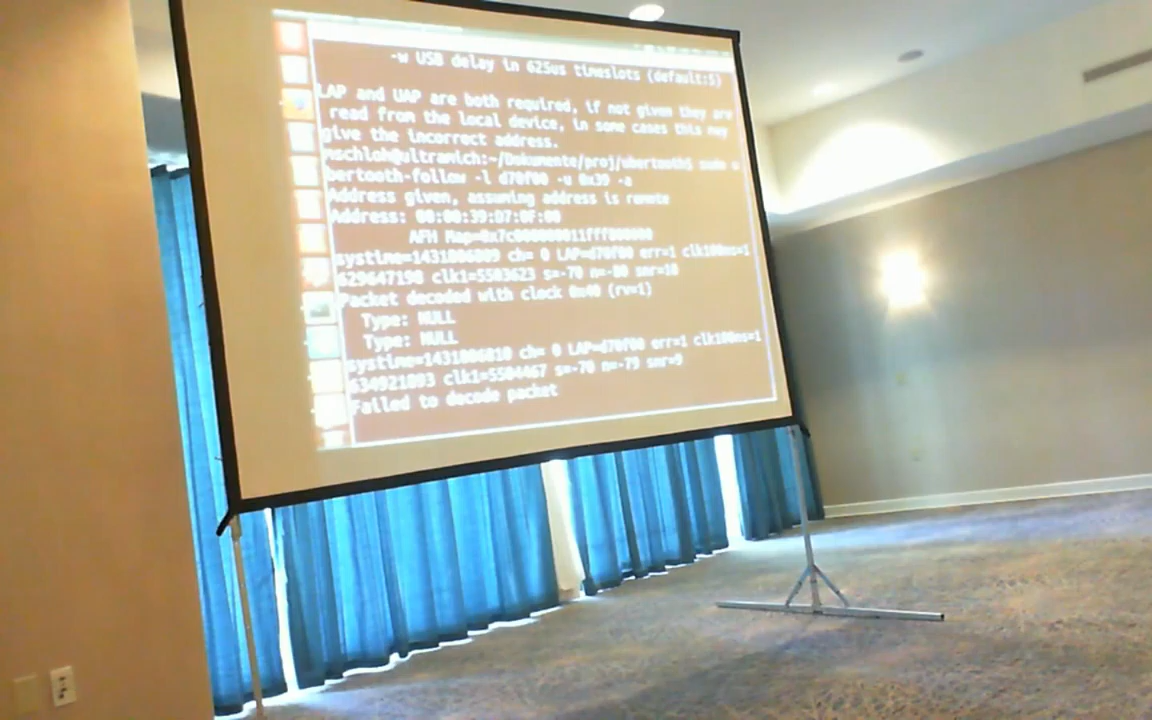 -w USB delay in 625us timeslots (default:5)
LAP and UAP are both required, if not given they are
read from the local device, in some cases this may
give the incorrect address.
mschloh@ultramich:~/Dokumente/proj/ubertooth$ sudo u
bertooth-follow -l d70f00 -u 0x39 -a
Address given, assuming address is remote
Address: 00:00:39:D7:0F:00
AFH Map=0x7c000000011fff800000
systime=1431806809 ch= 0 LAP=d70f00 err=1 clk100ns=1
629647198 clk1=5503623 s=-70 n=-80 snr=10
Packet decoded with clock 0x40 (rv=1)
Type: NULL
Type: NULL
systime=1431806810 ch= 0 LAP=d70f00 err=1 clk100ns=1
634921893 clk1=5504467 s=-70 n=-79 snr=9
Failed to decode packet